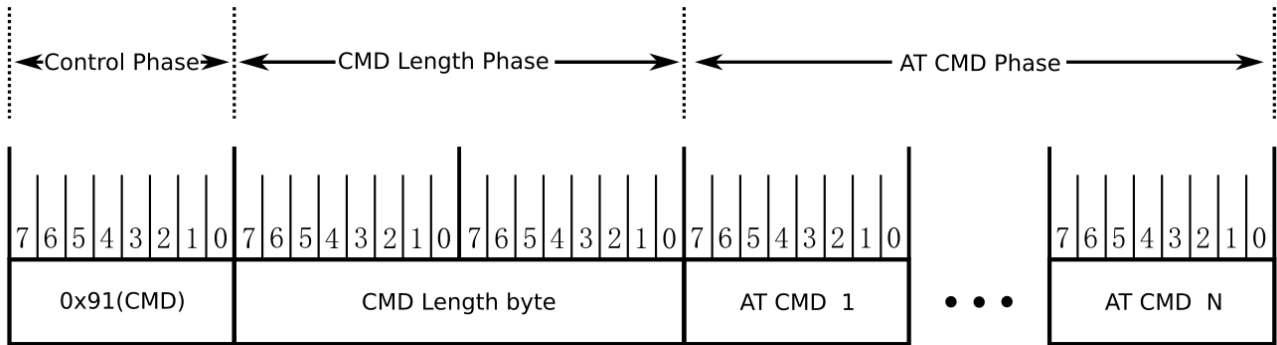 Control Phase CMD Length Phase AT CMD Phase
7 6 5 4 3 2 1 0 7 6 5 4 3 2 1 0 7 6 5 4 3 2 1 0 7 6 5 4 3 2 1 0 7 6 5 4 3 2 1 0
0x91(CMD) CMD Length byte AT CMD 1 ••• AT CMD N